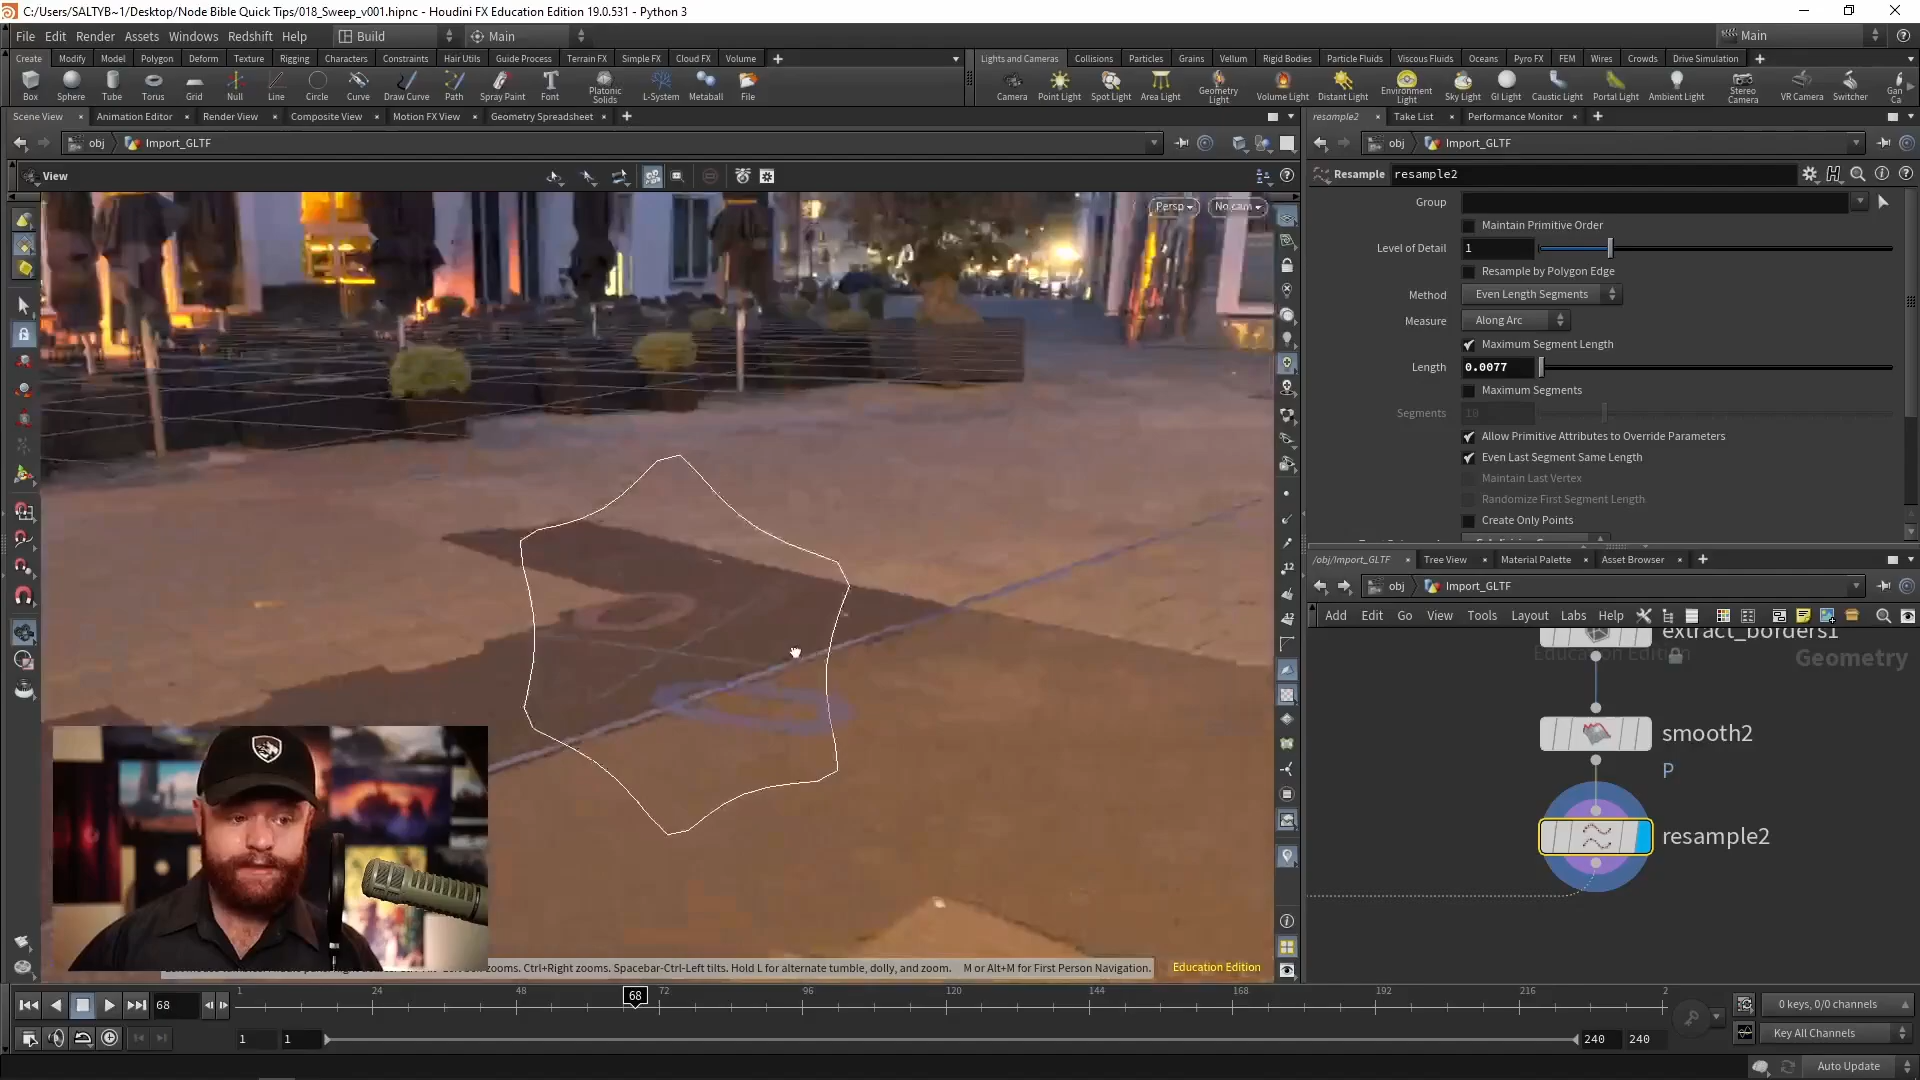 C:/Users/SALTYB~1/Desktop/Node Bible Quick Tips/018_Sweep_v001.hipnc - Houdini FX Education Edition 19.0.531 - Python 3
File Edit Render Assets Windows Redshift Help Build Main Main
Create Modify Model Polygon Deform Texture Rigging Characters Constraints Hair Utils Guide Process Terrain FX Simple FX Cloud FX Volume
Lights and Cameras Collisions Particles Grains Vellum Rigid Bodies Particle Fluids Viscous Fluids Oceans Pyro FX FEM Wires Crowds Drive Simulation
Box Sphere Tube Torus Grid Null Line Circle Curve Draw Curve Path Spray Paint Font Platonic Solids L-System Metaball File
Camera Point Light Spot Light Area Light Geometry Light Volume Light Distant Light Environment Light Sky Light GI Light Caustic Light Portal Light Ambient Light Stereo Camera VR Camera Switcher Gan Ca
Scene View Animation Editor Render View Composite View Motion FX View Geometry Spreadsheet
resample2 Take List Performance Monitor
obj Import_GLTF
obj Import_GLTF
View
Persp No cam
Resample resample2
Group
Maintain Primitive Order
Level of Detail 1
Resample by Polygon Edge
Method Even Length Segments
Measure Along Arc
Maximum Segment Length
Length 0.0077
Maximum Segments
Segments 10
Allow Primitive Attributes to Override Parameters
Even Last Segment Same Length
Maintain Last Vertex
Randomize First Segment Length
Create Only Points
/obj/Import_GLTF Tree View Material Palette Asset Browser
obj Import_GLTF
Add Edit Go View Tools Layout Labs Help
extract_borders1
Education Edition
Geometry
smooth2
P
resample2
zooms. Ctrl+Right zooms. Spacebar-Ctrl-Left tilts. Hold L for alternate tumble, dolly, and zoom. M or Alt+M for First Person Navigation.
Education Edition
68 1 24 48 68 72 96 120 144 168 192 216 2
0 keys, 0/0 channels
1 1 240 240
Key All Channels
Auto Update